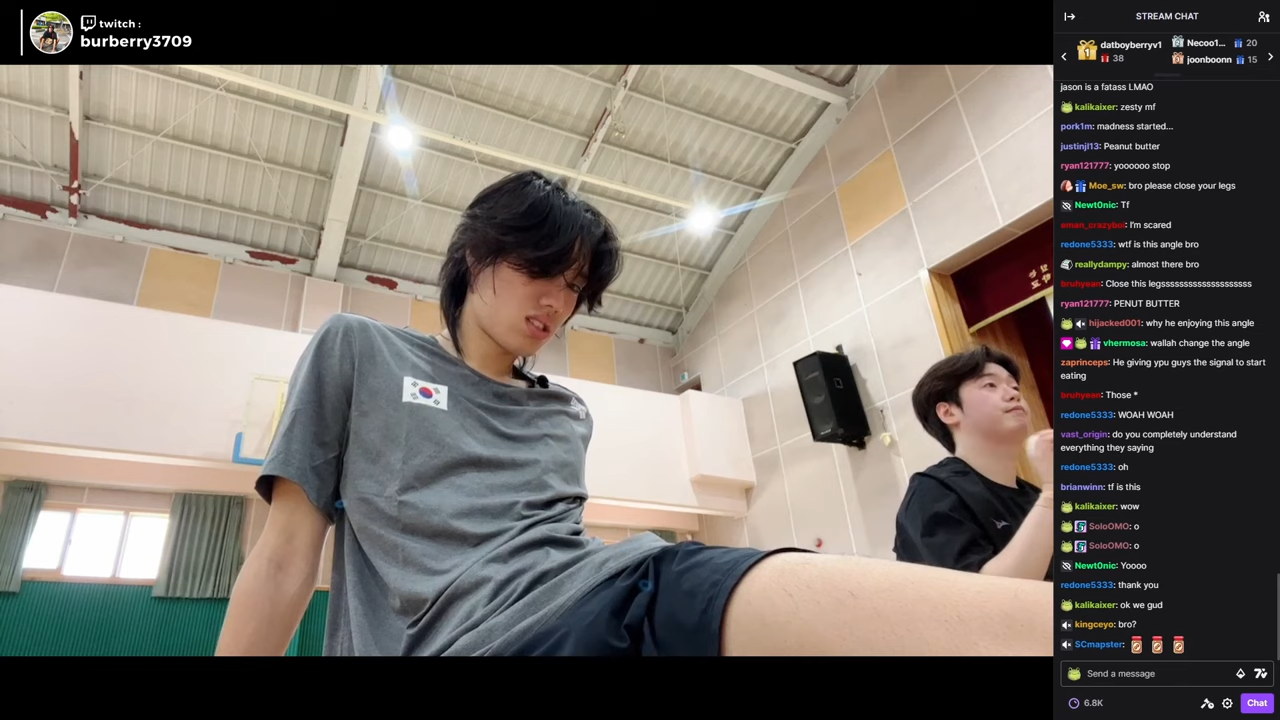 twitch :
burberry3709
STREAM CHAT
datboyberryv1
38
Necoo1... 20
joonboonn 15
jason is a fatass LMAO
kalikaixer: zesty mf
pork1m: madness started...
justinjl13: Peanut butter
ryan121777: yoooooo stop
Moe_sw: bro please close your legs
Newt0nic: Tf
eman_crazyboi: I'm scared
redone5333: wtf is this angle bro
reallydampy: almost there bro
bruhyean: Close this legsssssssssssssssssssss
ryan121777: PENUT BUTTER
hijacked001: why he enjoying this angle
vhermosa: wallah change the angle
zaprinceps: He giving ypu guys the signal to start
eating
bruhyean: Those *
redone5333: WOAH WOAH
vast_origin: do you completely understand
everything they saying
redone5333: oh
brianwinn: tf is this
kalikaixer: wow
SoloOMO: o
SoloOMO: o
Newt0nic: Yoooo
redone5333: thank you
kalikaixer: ok we gud
kingceyo: bro?
SCmapster:
Send a message
6.8K
Chat